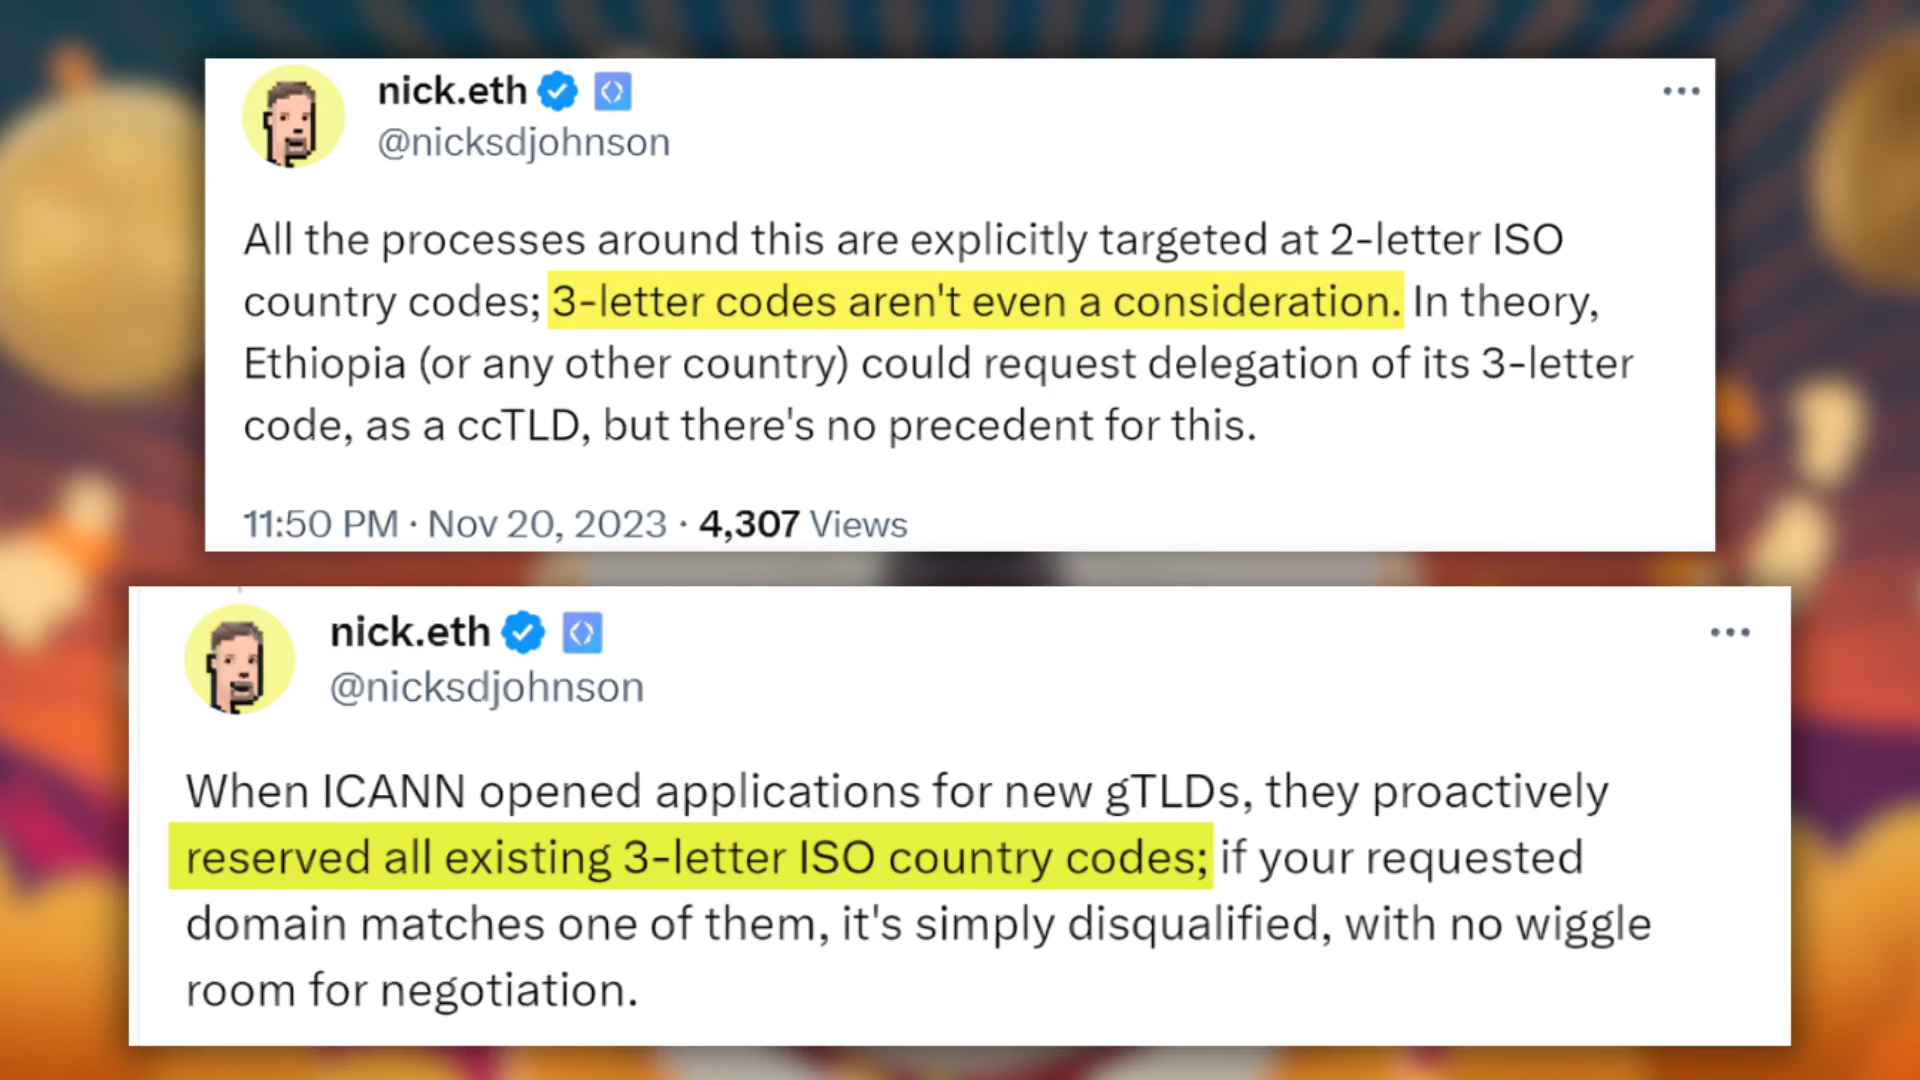 nick.eth
@nicksdjohnson
All the processes around this are explicitly targeted at 2-letter ISO
country codes; 3-letter codes aren't even a consideration. In theory,
Ethiopia (or any other country) could request delegation of its 3-letter
code, as a ccTLD, but there's no precedent for this.
11:50 PM · Nov 20, 2023 · 4,307 Views
nick.eth
@nicksdjohnson
When ICANN opened applications for new gTLDs, they proactively
reserved all existing 3-letter ISO country codes; if your requested
domain matches one of them, it's simply disqualified, with no wiggle
room for negotiation.